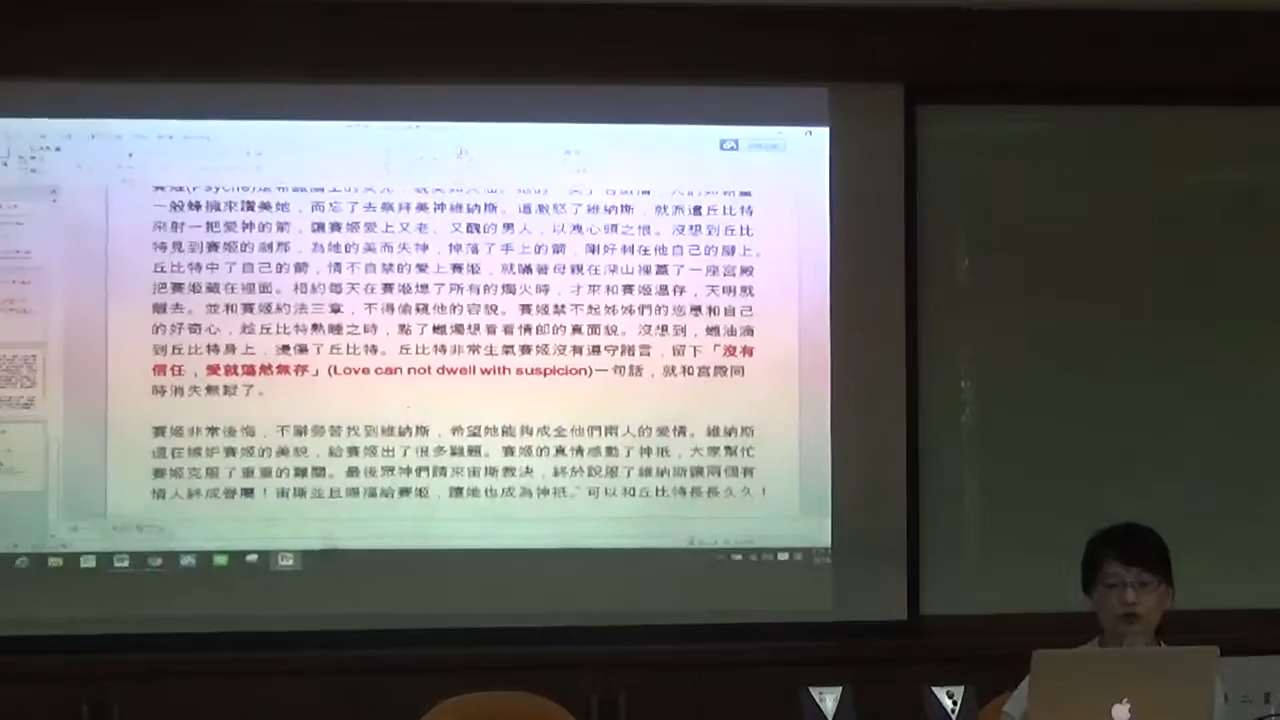 賽姬(Psyche)是希臘
一般蜂擁來讚美她，而忘了去祭拜美神維納斯。這激怒了維納斯，就派遣丘比特
來射一把愛神的箭，讓賽姬愛上又老、又醜的男人，以洩心頭之恨。沒想到丘比
特見到賽姬的剎那，為她的美而失神，掉落了手上的箭，剛好刺在他自己的腳上。
丘比特中了自己的箭，情不自禁的愛上賽姬，就瞞著母親在深山裡蓋了一座宮殿
把賽姬藏在裡面。相約每天在賽姬熄了所有的燭火時，才來和賽姬溫存，天明就
離去。並和賽姬約法三章，不得偷窺他的容貌。賽姬禁不起姊姊們的慫恿和自己
的好奇心，趁丘比特熟睡之時，點了蠟燭想看看情郎的真面貌。沒想到，蠟油滴
到丘比特身上，燙傷了丘比特。丘比特非常生氣賽姬沒有遵守諾言，留下「沒有
信任，愛就蕩然無存」(Love can not dwell with suspicion)一句話，就和宮殿同
時消失無蹤了。
賽姬非常後悔，不辭勞苦找到維納斯，希望她能夠成全他們兩人的愛情。維納斯
還在嫉妒賽姬的美貌，給賽姬出了很多難題。賽姬的真情感動了神祇，大家幫忙
賽姬克服了重重的難關。最後眾神們請來宙斯裁決，終於說服了維納斯讓兩個有
情人終成眷屬！宙斯並且賜福給賽姬，讓她也成為神祇，可以和丘比特長長久久！